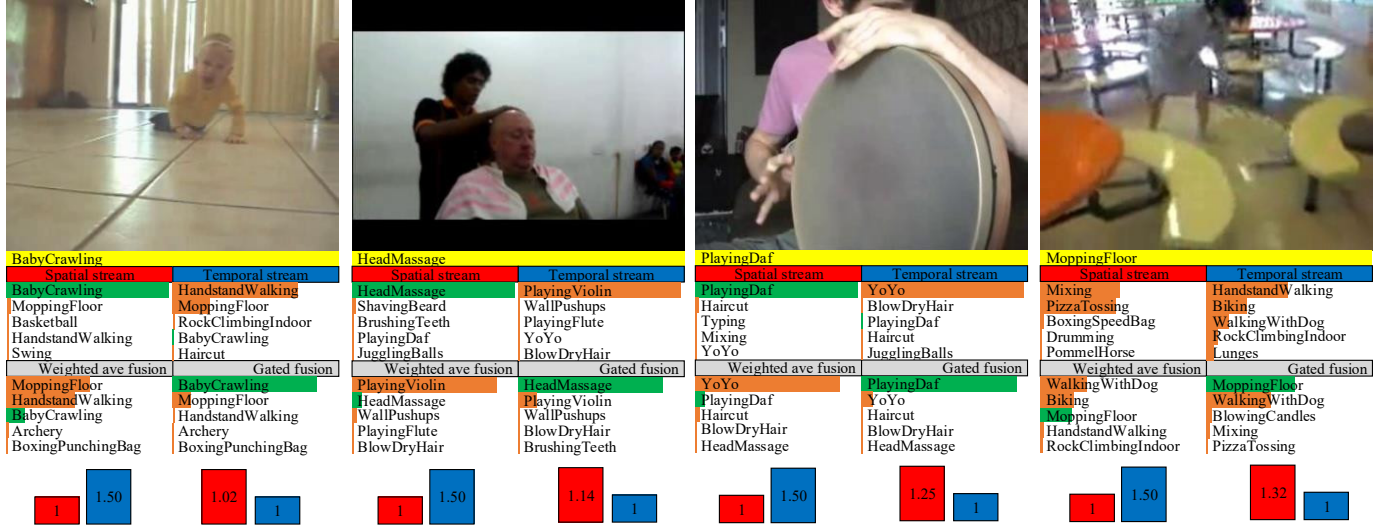 BabyCrawling
Spatial stream
Temporal stream
BabyCrawling
MoppingFloor
Basketball
HandstandWalking
Swing
HandstandWalking
MoppingFloor
RockClimbingIndoor
BabyCrawling
Haircut
Weighted ave fusion
Gated fusion
MoppingFloor
HandstandWalking
BabyCrawling
Archery
BoxingPunchingBag
BabyCrawling
MoppingFloor
HandstandWalking
Archery
BoxingPunchingBag
1
1.50
1.02
1
HeadMassage
Spatial stream
Temporal stream
HeadMassage
ShavingBeard
BrushingTeeth
PlayingDaf
JugglingBalls
PlayingViolin
WallPushups
PlayingFlute
YoYo
BlowDryHair
Weighted ave fusion
Gated fusion
PlayingViolin
HeadMassage
WallPushups
PlayingFlute
BlowDryHair
HeadMassage
PlayingViolin
WallPushups
BlowDryHair
BrushingTeeth
1
1.50
1.14
1
PlayingDaf
Spatial stream
Temporal stream
PlayingDaf
Haircut
Typing
Mixing
YoYo
YoYo
BlowDryHair
PlayingDaf
Haircut
JugglingBalls
Weighted ave fusion
Gated fusion
YoYo
PlayingDaf
Haircut
BlowDryHair
HeadMassage
PlayingDaf
YoYo
Haircut
BlowDryHair
HeadMassage
1
1.50
1.25
1
MoppingFloor
Spatial stream
Temporal stream
Mixing
PizzaTossing
BoxingSpeedBag
Drumming
PommelHorse
HandstandWalking
Biking
WalkingWithDog
RockClimbingIndoor
Lunges
Weighted ave fusion
Gated fusion
WalkingWithDog
Biking
MoppingFloor
HandstandWalking
RockClimbingIndoor
MoppingFloor
WalkingWithDog
BlowingCandles
Mixing
PizzaTossing
1
1.50
1.32
1